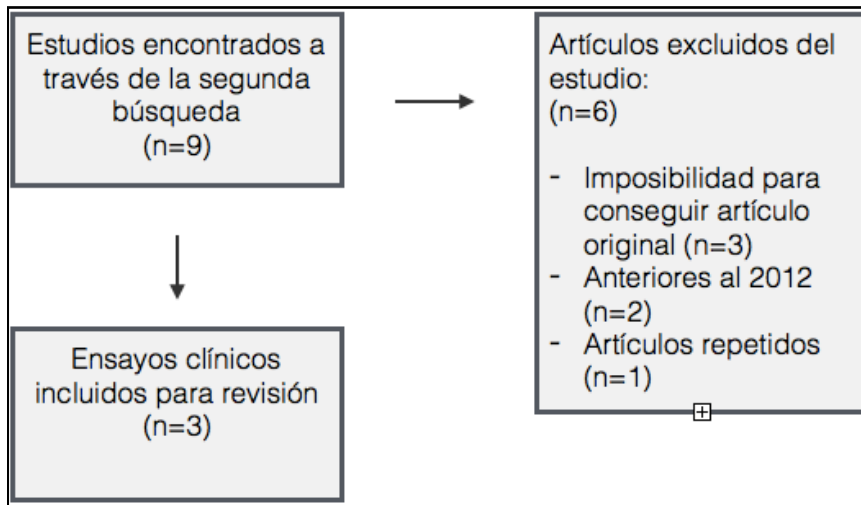 Estudios encontrados a
través de la segunda
búsqueda
(n=9)
Artículos excluidos del
estudio:
(n=6)
- Imposibilidad para
conseguir artículo
original (n=3)
- Anteriores al 2012
(n=2)
- Artículos repetidos
(n=1)
Ensayos clínicos
incluidos para revisión
(n=3)